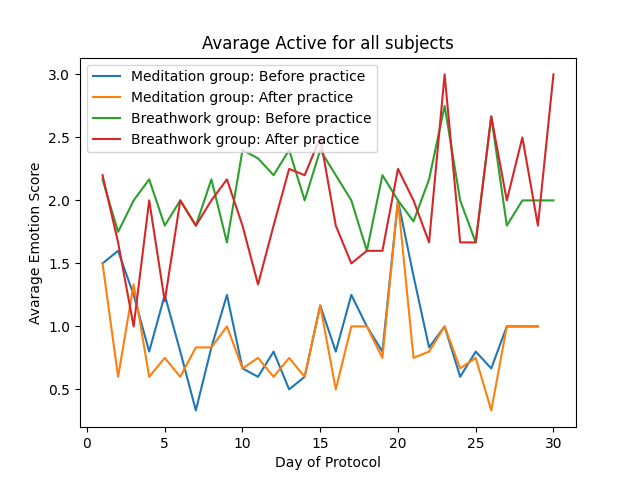 Avarage Active for all subjects
Meditation group: Before practice
Meditation group: After practice
Breathwork group: Before practice
Breathwork group: After practice
Avarage Emotion Score
3.0
2.5
2.0
1.5
1.0
0.5
0 5 10 15 20 25 30
Day of Protocol